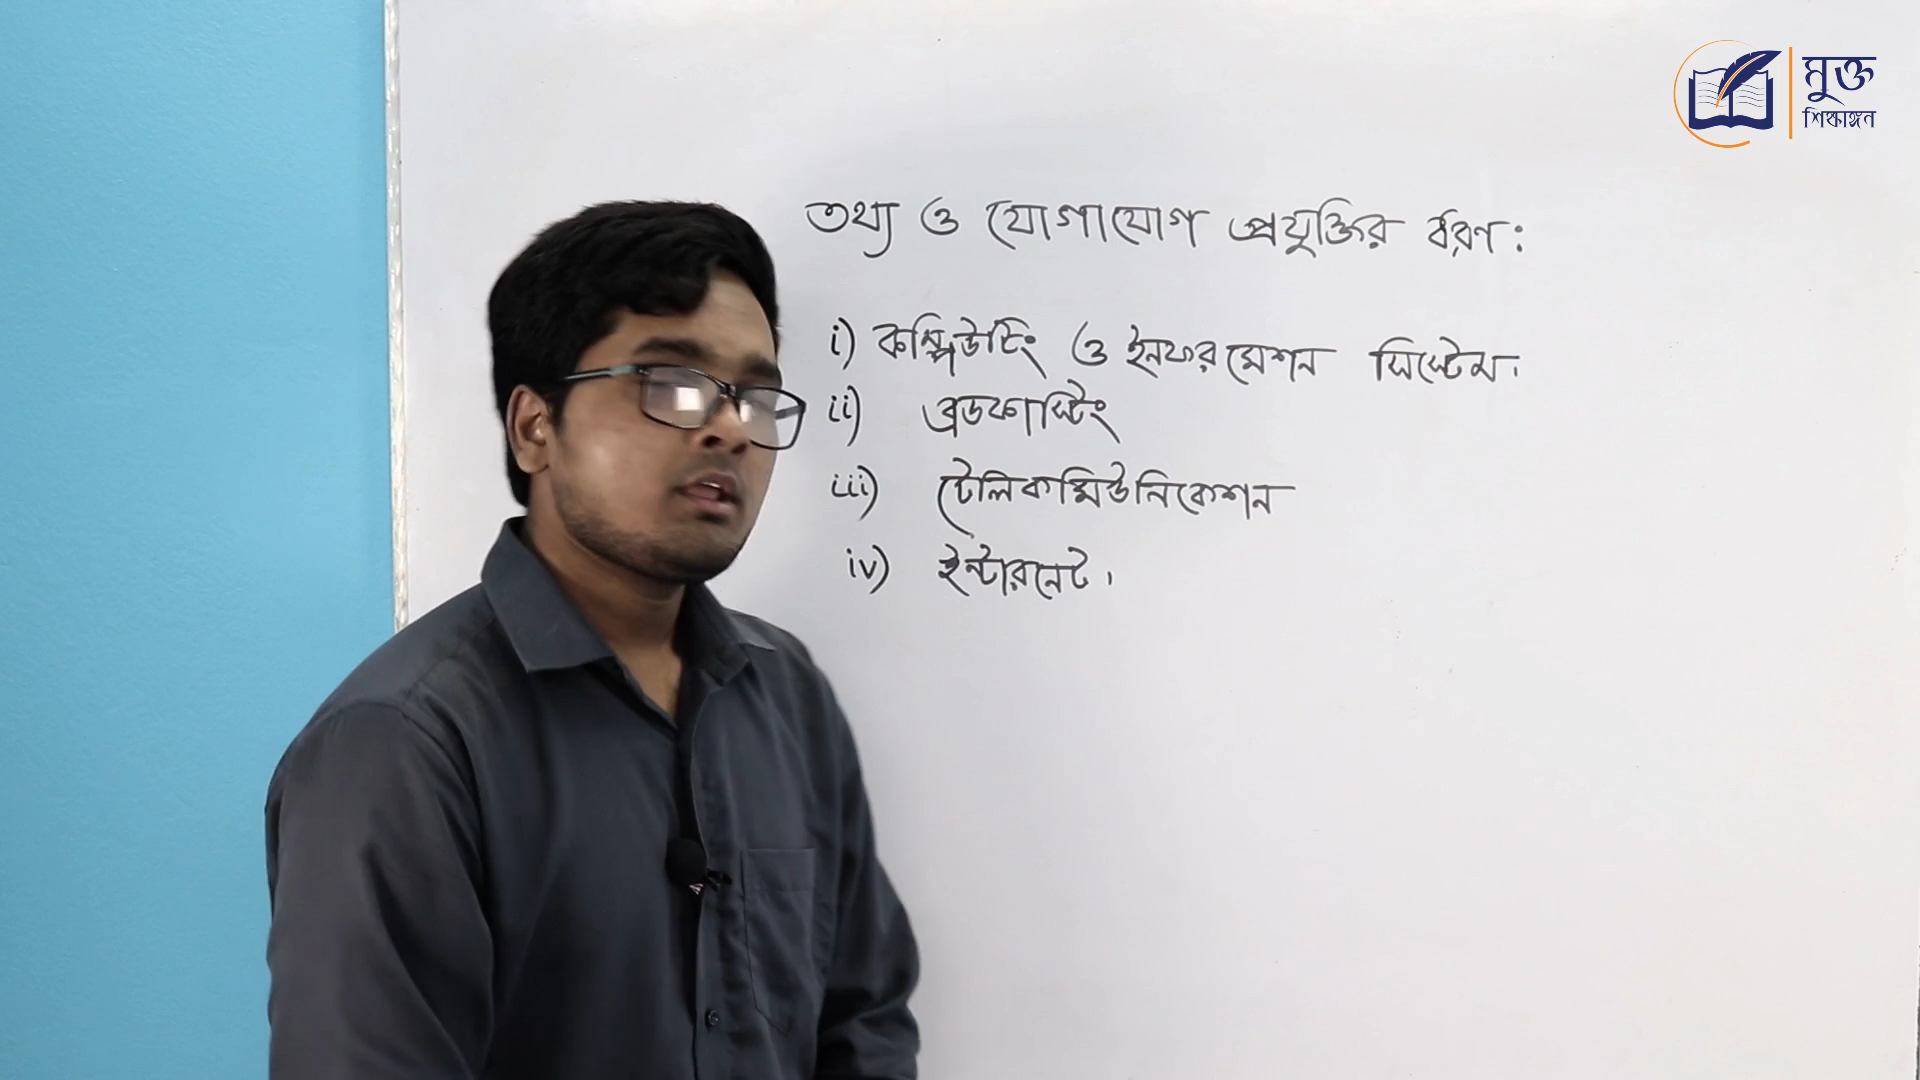 মুক্ত
শিক্ষাঙ্গন
তথ্য ও যোগাযোগ প্রযুক্তির ধরণ :
i) কম্পিউটিং ও ইনফরমেশন সিস্টেম।
ii) ব্রডকাস্টিং
iii) টেলিকম্মিউনিকেশন
iv) ইন্টারনেট।